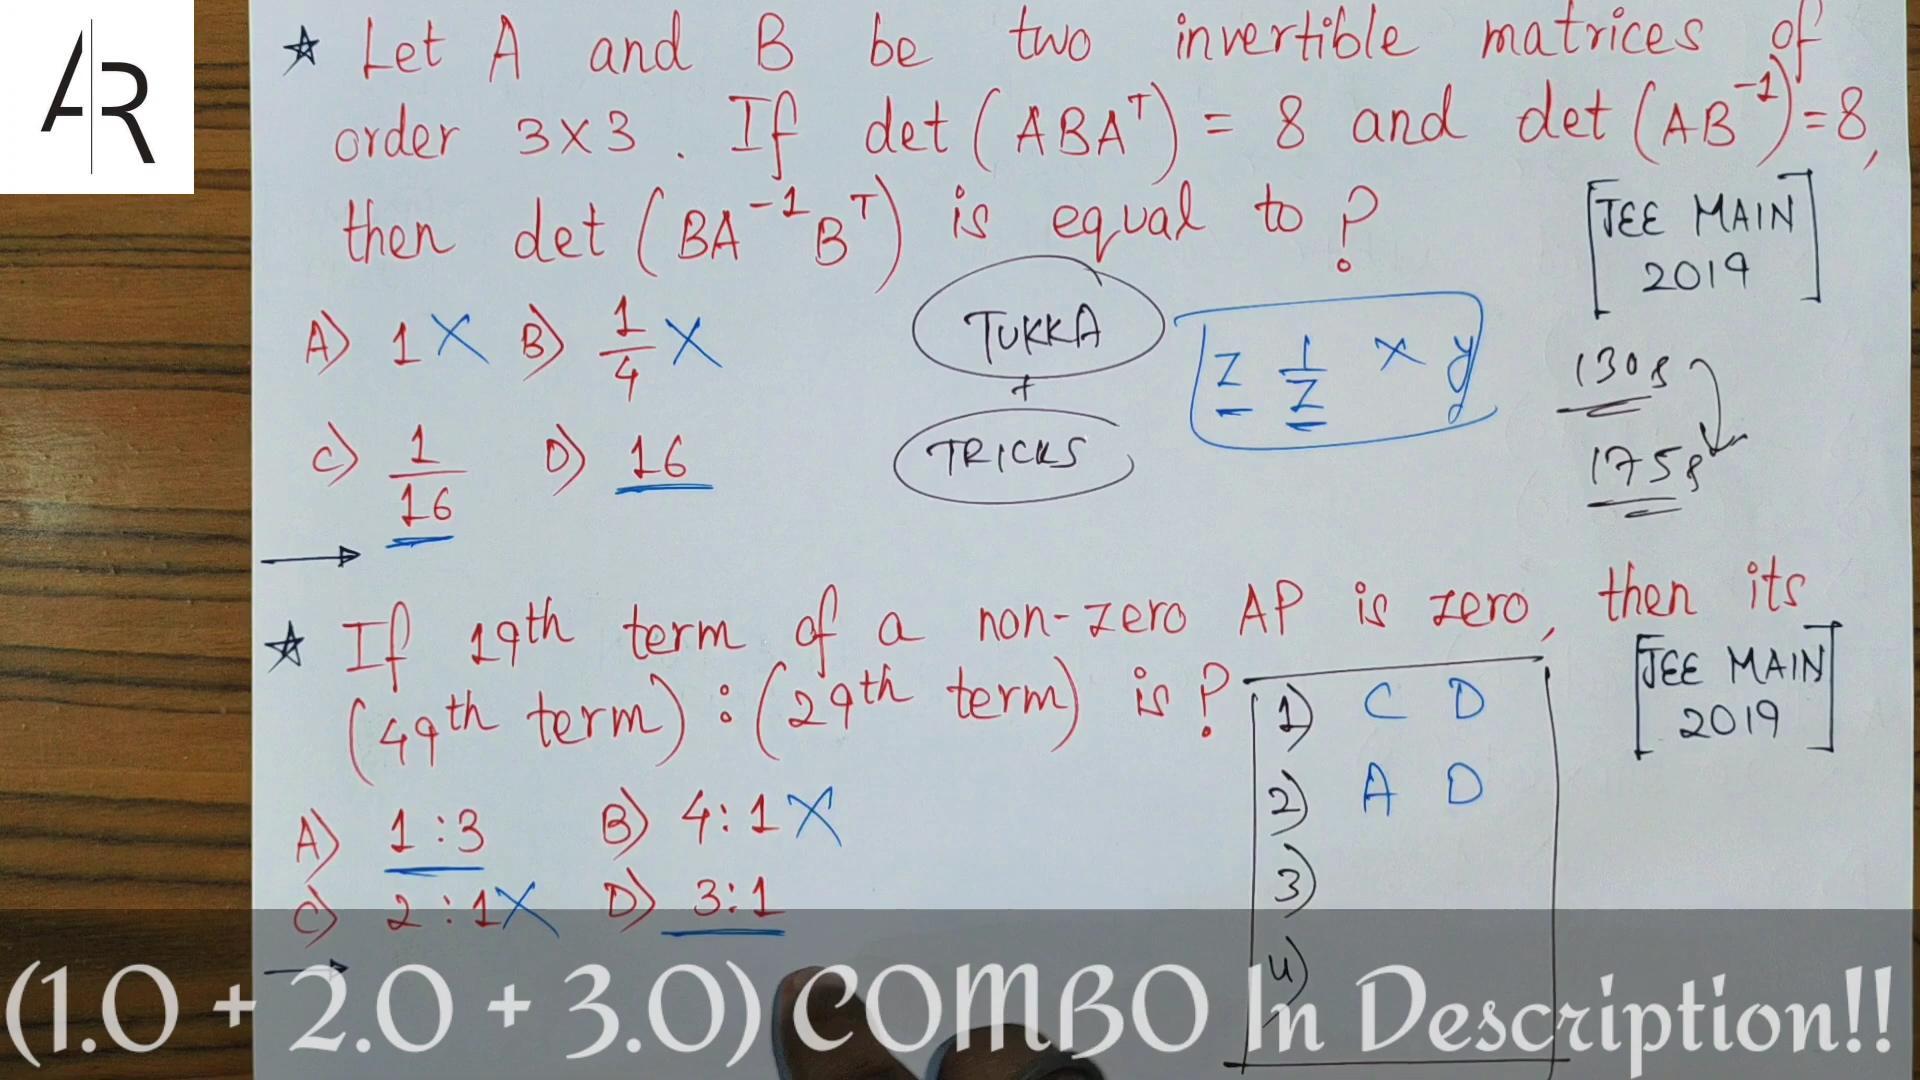 AR
☆ Let A and B be two invertible matrices of
order 3x3. If det (ABAᵀ) = 8 and det (AB⁻¹) = 8,
then det (BA⁻¹Bᵀ) is equal to ?
[JEE MAIN
2019]
A) 1 X B) 1/4 X
C) 1/16 D) 16
TUKKA
+
TRICKS
z 1/z x y
130s
175s
☆ If 19th term of a non-zero AP is zero, then its
(49th term) : (29th term) is ?
[JEE MAIN
2019]
A) 1:3 B) 4:1 X
C) 2:1 X D) 3:1
1) C D
2) A D
3)
4)
(1.0 + 2.0 + 3.0) COMBO In Description!!